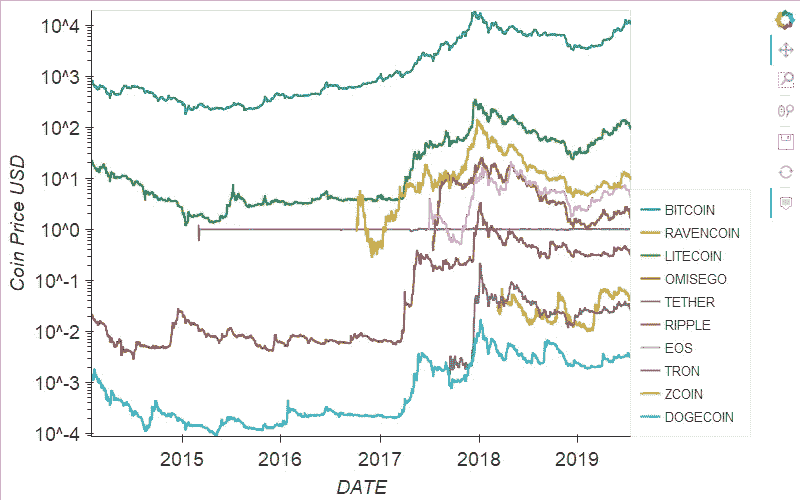 10^4
10^3
10^2
10^1
10^0
10^-1
10^-2
10^-3
10^-4
Coin Price USD
2015 2016 2017 2018 2019
DATE
BITCOIN
RAVENCOIN
LITECOIN
OMISEGO
TETHER
RIPPLE
EOS
TRON
ZCOIN
DOGECOIN